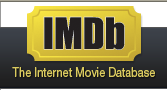 IMDb
The Internet Movie Database